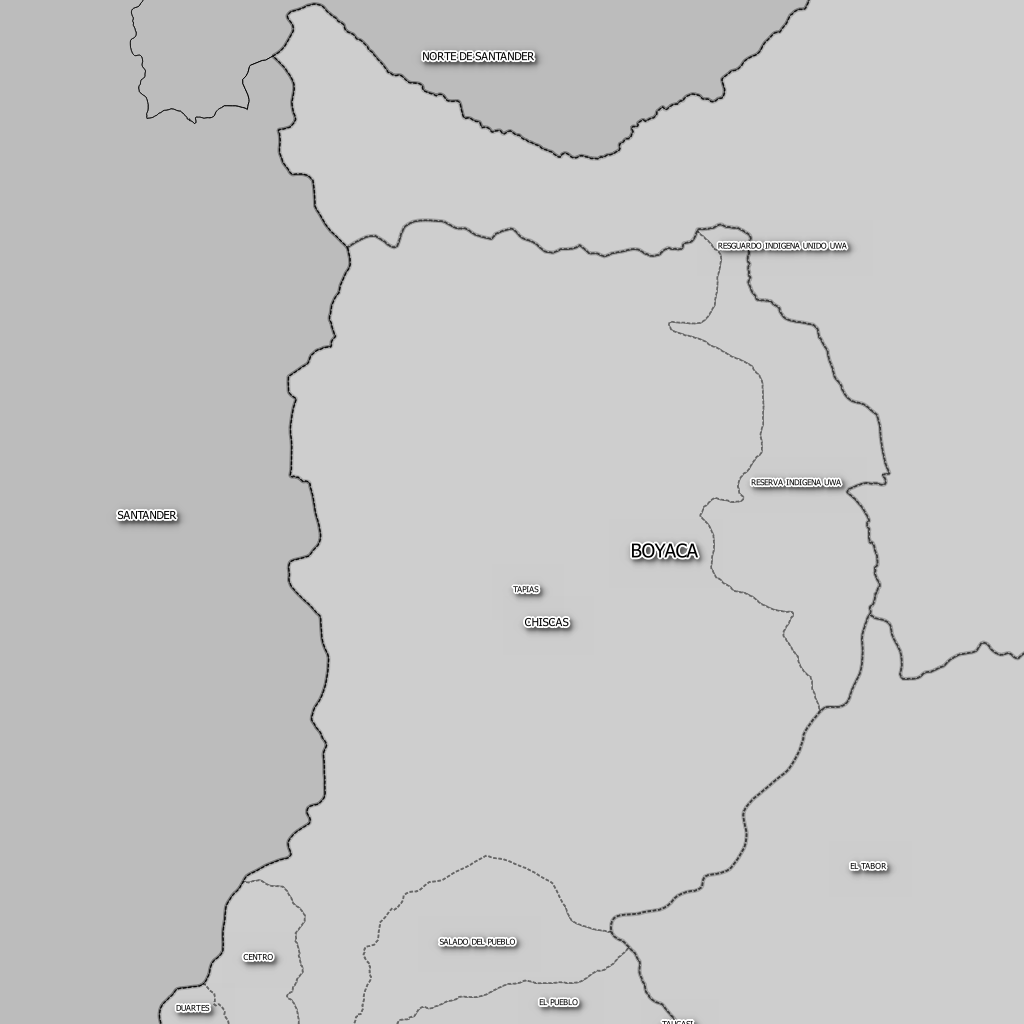 NORTE DE SANTANDER
RESGUARDO INDIGENA UNIDO UWA
RESERVA INDIGENA UWA
SANTANDER
BOYACA
TAPIAS
CHISCAS
EL TABOR
SALADO DEL PUEBLO
CENTRO
EL PUEBLO
DUARTES